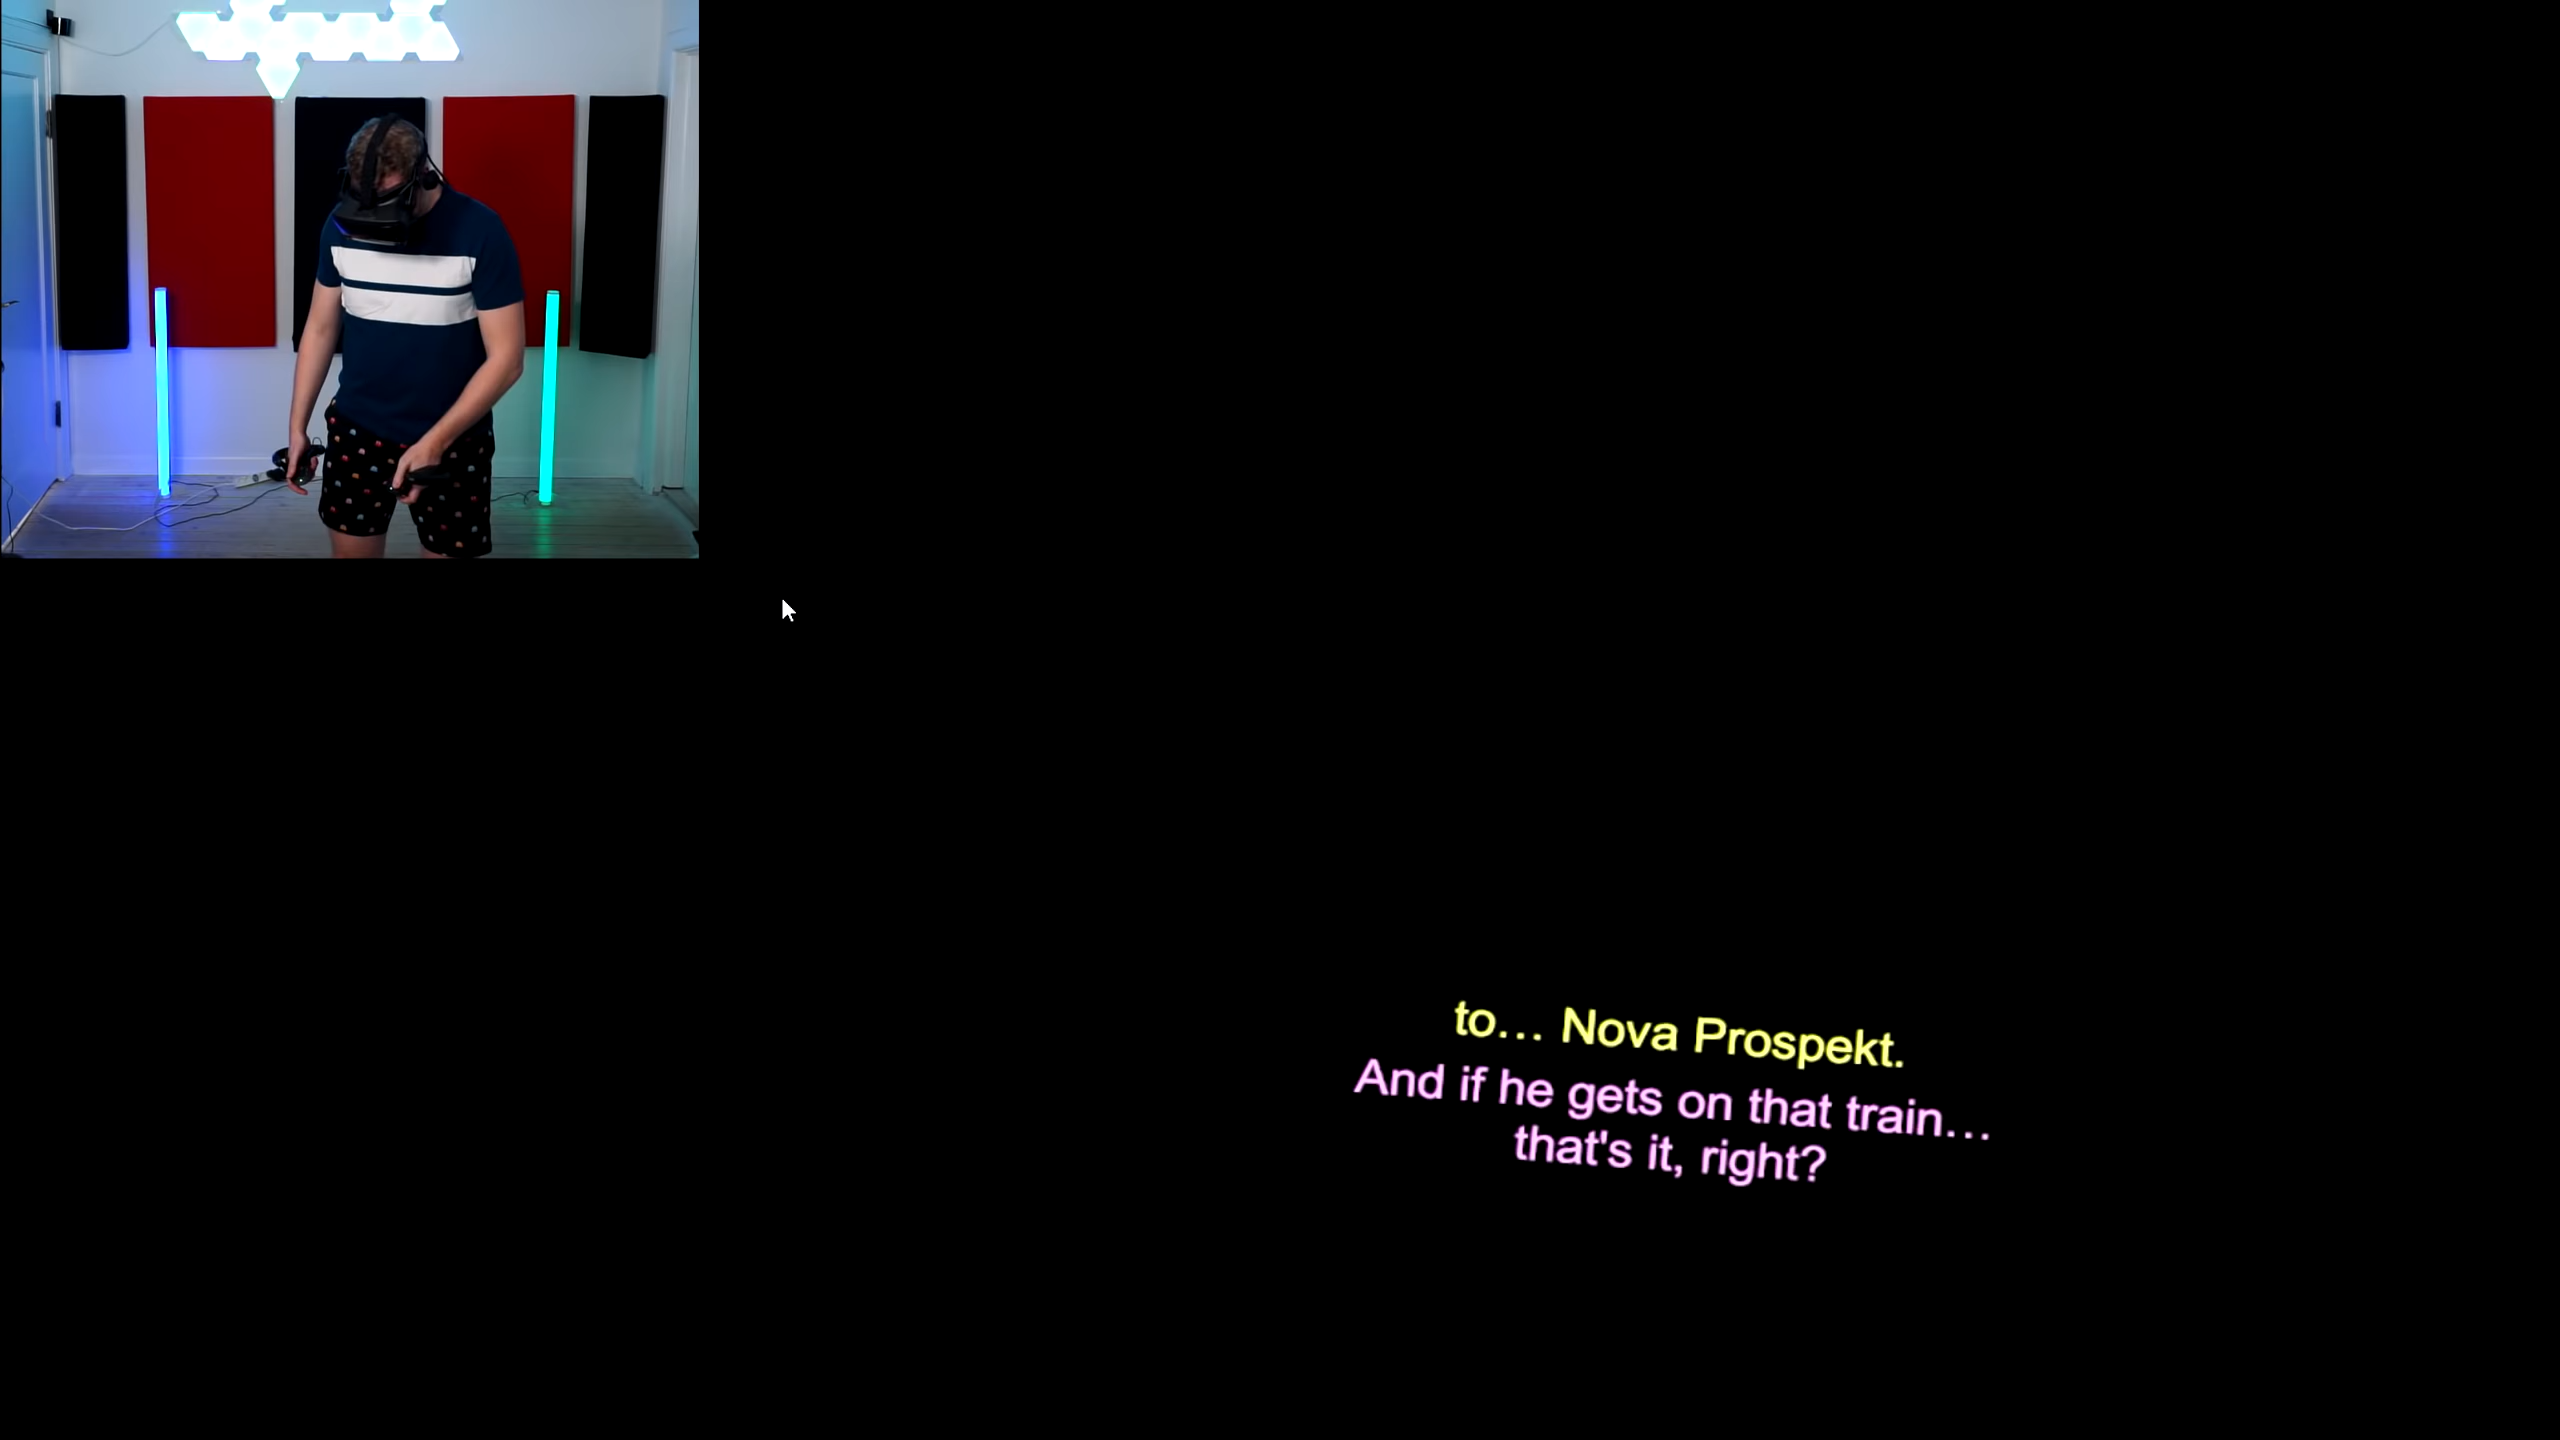 to… Nova Prospekt.
And if he gets on that train…
that's it, right?